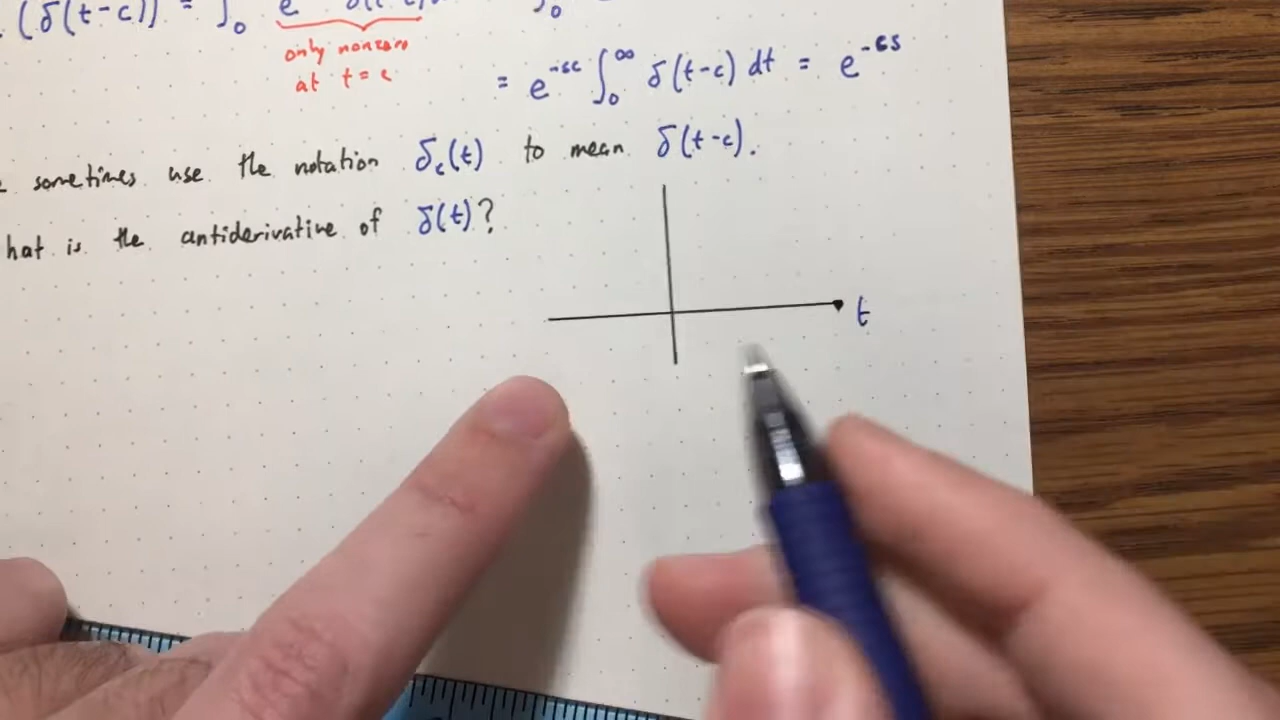 (δ(t-c)) = ∫₀ e
only nonzero
at t = c
= e^{-sc} ∫₀^∞ δ(t-c) dt = e^{-cs}
sometimes use the notation δ_c(t) to mean δ(t-c).
hat is the antiderivative of δ(t)?
t